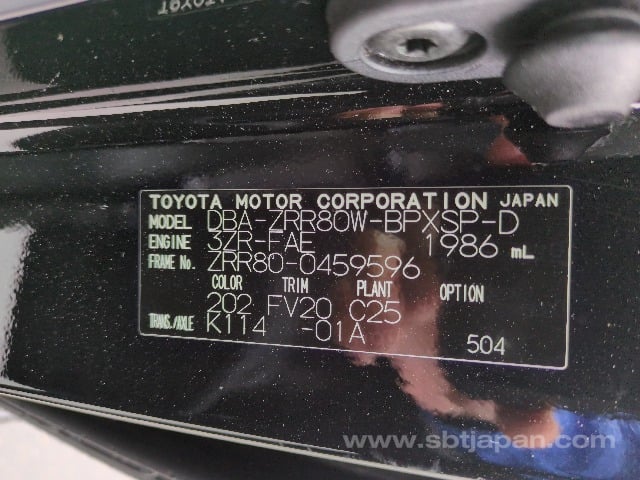 TOYOTA MOTOR CORPORATION JAPAN
MODEL DBA-ZRR80W-BPXSP-D
ENGINE 3ZR-FAE 1986 mL
FRAME No. ZRR80-0459596
COLOR TRIM PLANT OPTION
202 FV20 C25
TRANS./AXLE K114 -01A
504
www.sbtjapan.com